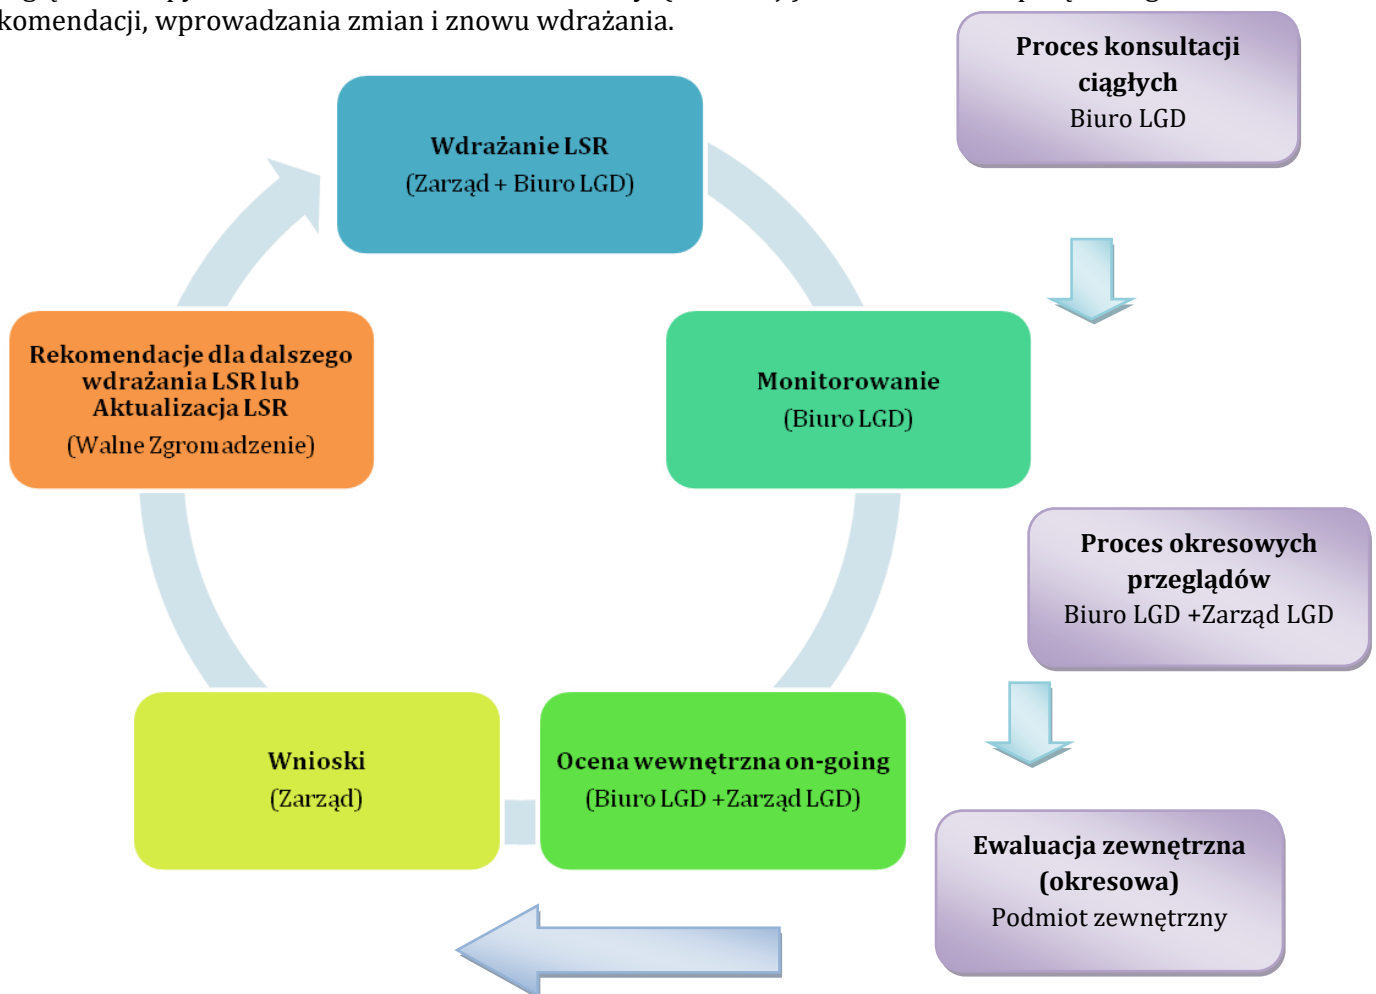 komendacji, wprowadzania zmian i znowu wdrażania.
Proces konsultacji
ciągłych
Biuro LGD
Wdrażanie LSR
(Zarząd + Biuro LGD)
Rekomendacje dla dalszego
wdrażania LSR lub
Aktualizacja LSR
(Walne Zgromadzenie)
Monitorowanie
(Biuro LGD)
Proces okresowych
przeglądów
Biuro LGD +Zarząd LGD
Wnioski
(Zarząd)
Ocena wewnętrzna on-going
(Biuro LGD +Zarząd LGD)
Ewaluacja zewnętrzna
(okresowa)
Podmiot zewnętrzny